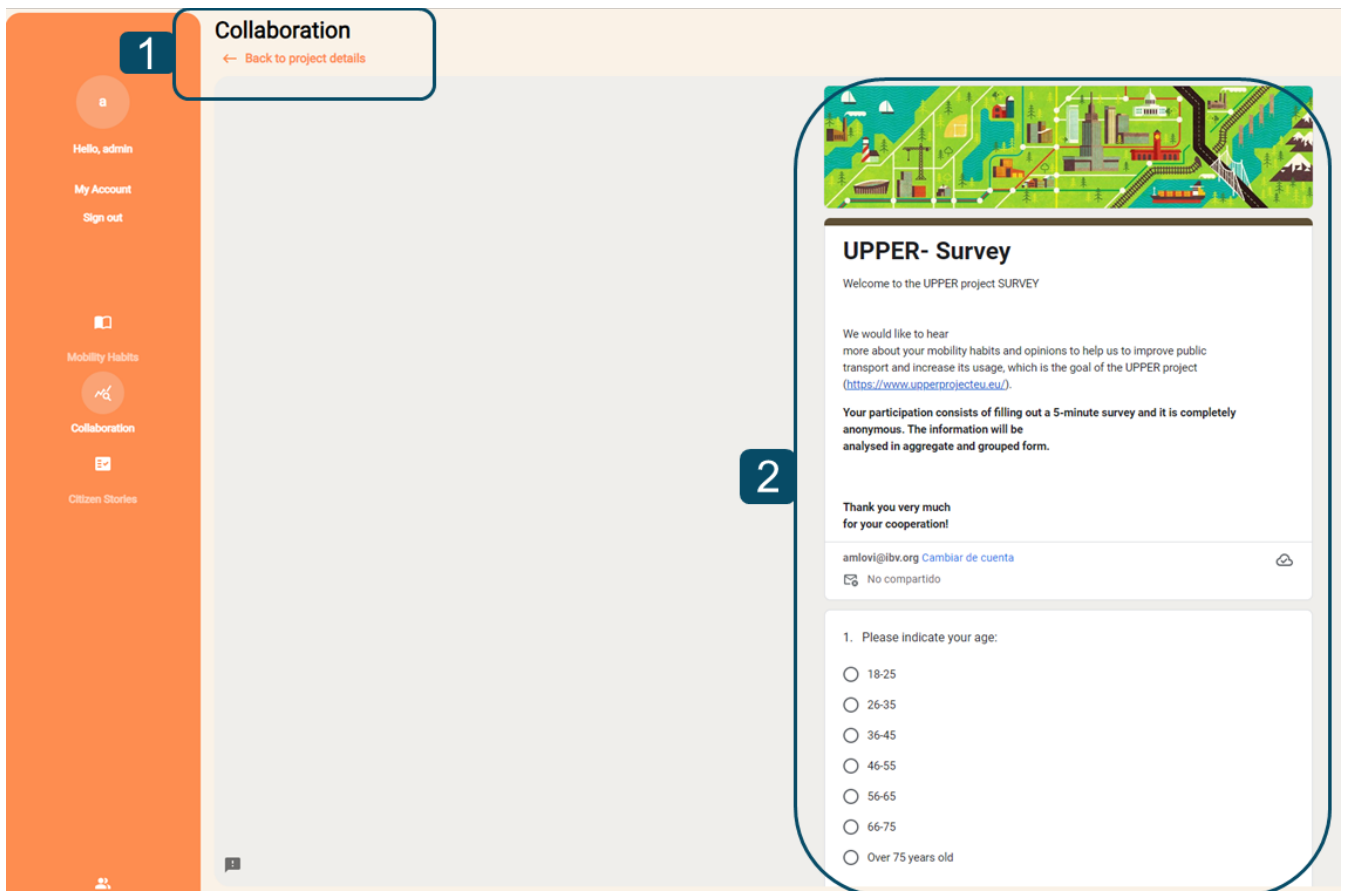 1
Collaboration
← Back to project details
a
Hello, admin
My Account
Sign out
Mobility Habits
Collaboration
Citizen Stories
2
UPPER- Survey
Welcome to the UPPER project SURVEY
We would like to hear
more about your mobility habits and opinions to help us to improve public
transport and increase its usage, which is the goal of the UPPER project
(https://www.upperprojecteu.eu/).
Your participation consists of filling out a 5-minute survey and it is completely
anonymous. The information will be
analysed in aggregate and grouped form.
Thank you very much
for your cooperation!
amlovi@ibv.org Cambiar de cuenta
No compartido
1. Please indicate your age:
18-25
26-35
36-45
46-55
56-65
66-75
Over 75 years old